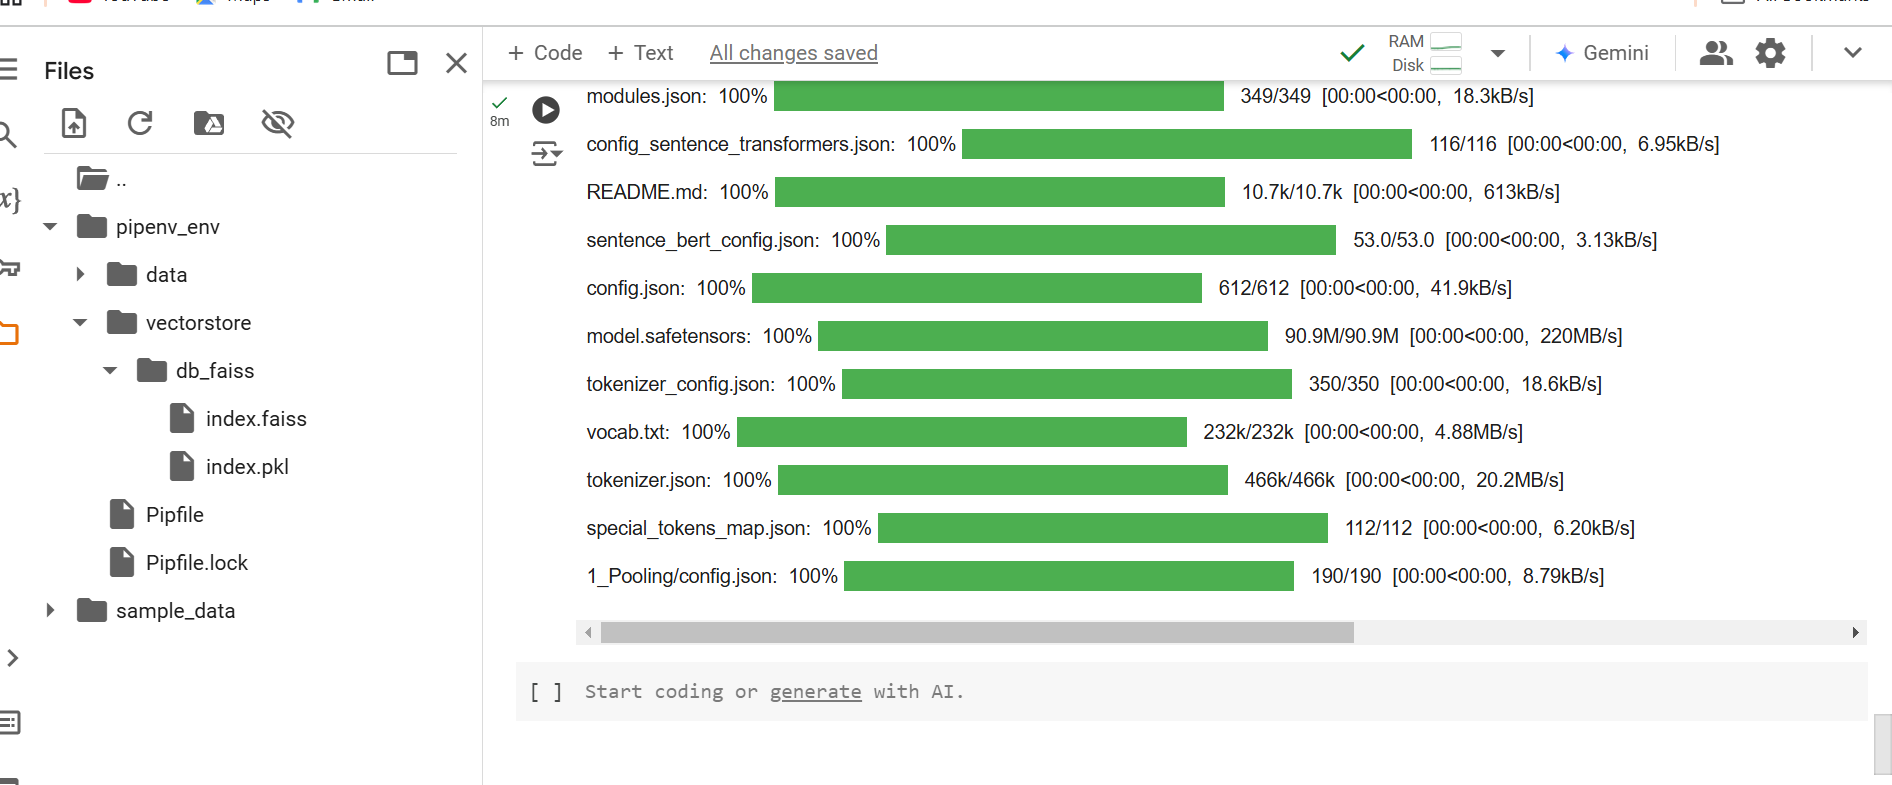 Files
..
pipenv_env
data
vectorstore
db_faiss
index.faiss
index.pkl
Pipfile
Pipfile.lock
sample_data
+ Code + Text All changes saved
RAM
Disk
Gemini
8m
modules.json: 100% 349/349 [00:00<00:00, 18.3kB/s]
config_sentence_transformers.json: 100% 116/116 [00:00<00:00, 6.95kB/s]
README.md: 100% 10.7k/10.7k [00:00<00:00, 613kB/s]
sentence_bert_config.json: 100% 53.0/53.0 [00:00<00:00, 3.13kB/s]
config.json: 100% 612/612 [00:00<00:00, 41.9kB/s]
model.safetensors: 100% 90.9M/90.9M [00:00<00:00, 220MB/s]
tokenizer_config.json: 100% 350/350 [00:00<00:00, 18.6kB/s]
vocab.txt: 100% 232k/232k [00:00<00:00, 4.88MB/s]
tokenizer.json: 100% 466k/466k [00:00<00:00, 20.2MB/s]
special_tokens_map.json: 100% 112/112 [00:00<00:00, 6.20kB/s]
1_Pooling/config.json: 100% 190/190 [00:00<00:00, 8.79kB/s]
[ ] Start coding or generate with AI.